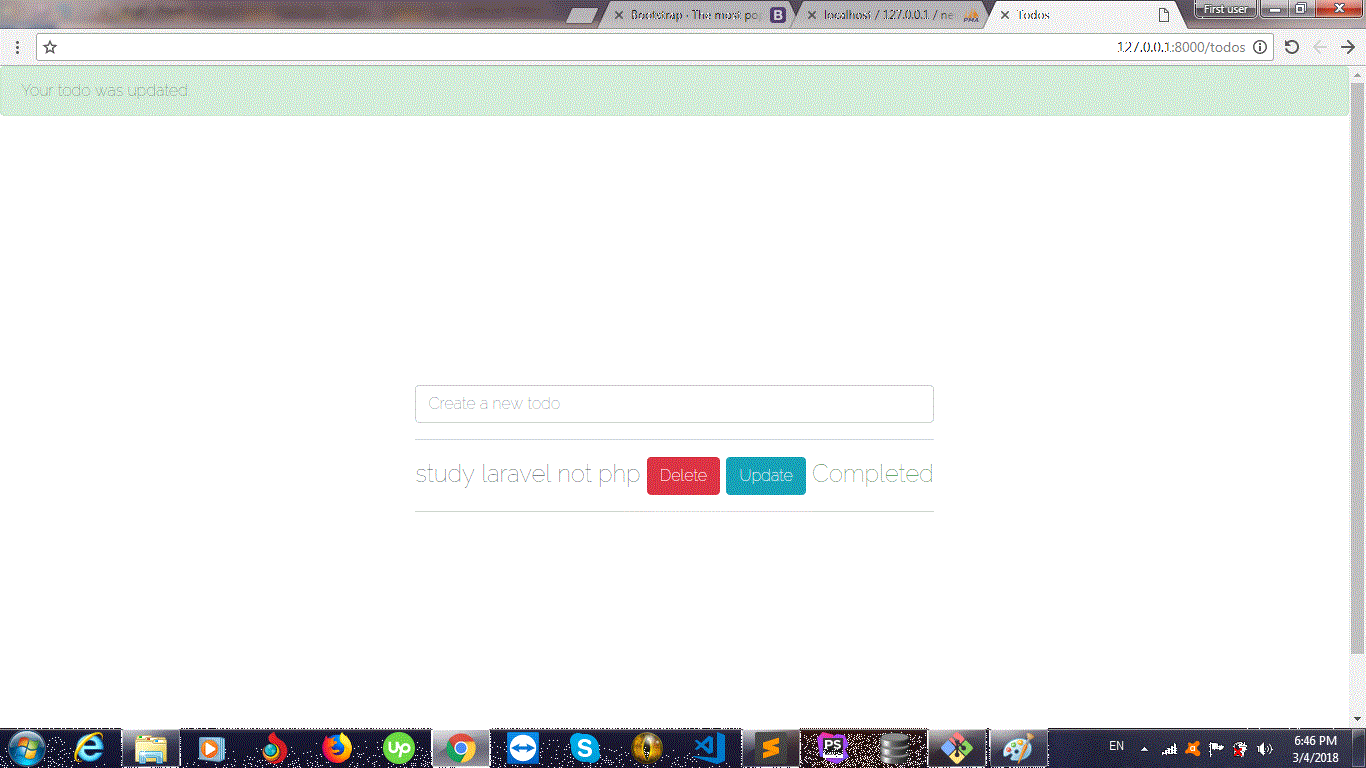 Bootstrap · The most po
localhost / 127.0.0.1 / ne
Todos
First user
127.0.0.1:8000/todos
Your todo was updated
Create a new todo
study laravel not php Delete Update Completed
EN
6:46 PM
3/4/2018